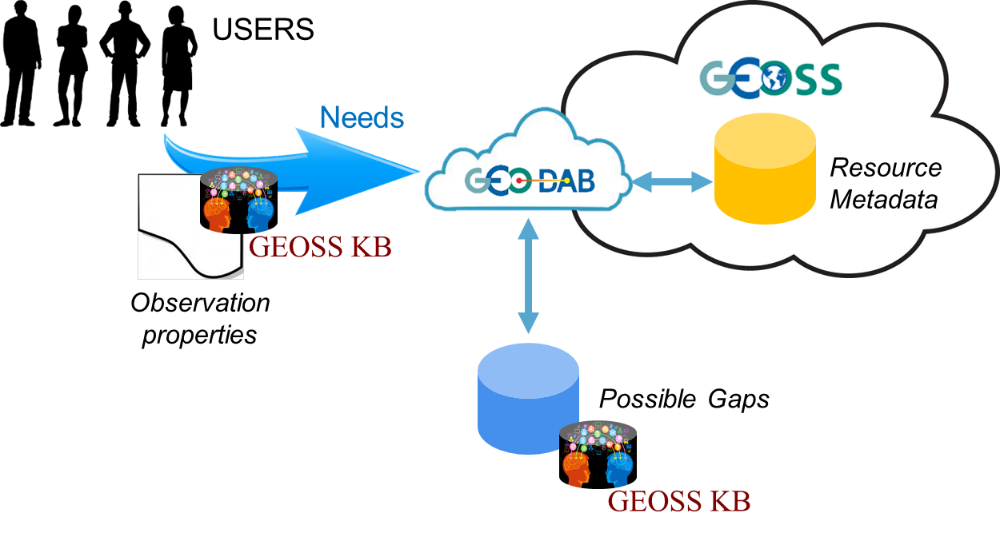 USERS
GEOSS
Needs
GEO DAB
Resource
Metadata
GEOSS KB
Observation
properties
Possible Gaps
GEOSS KB